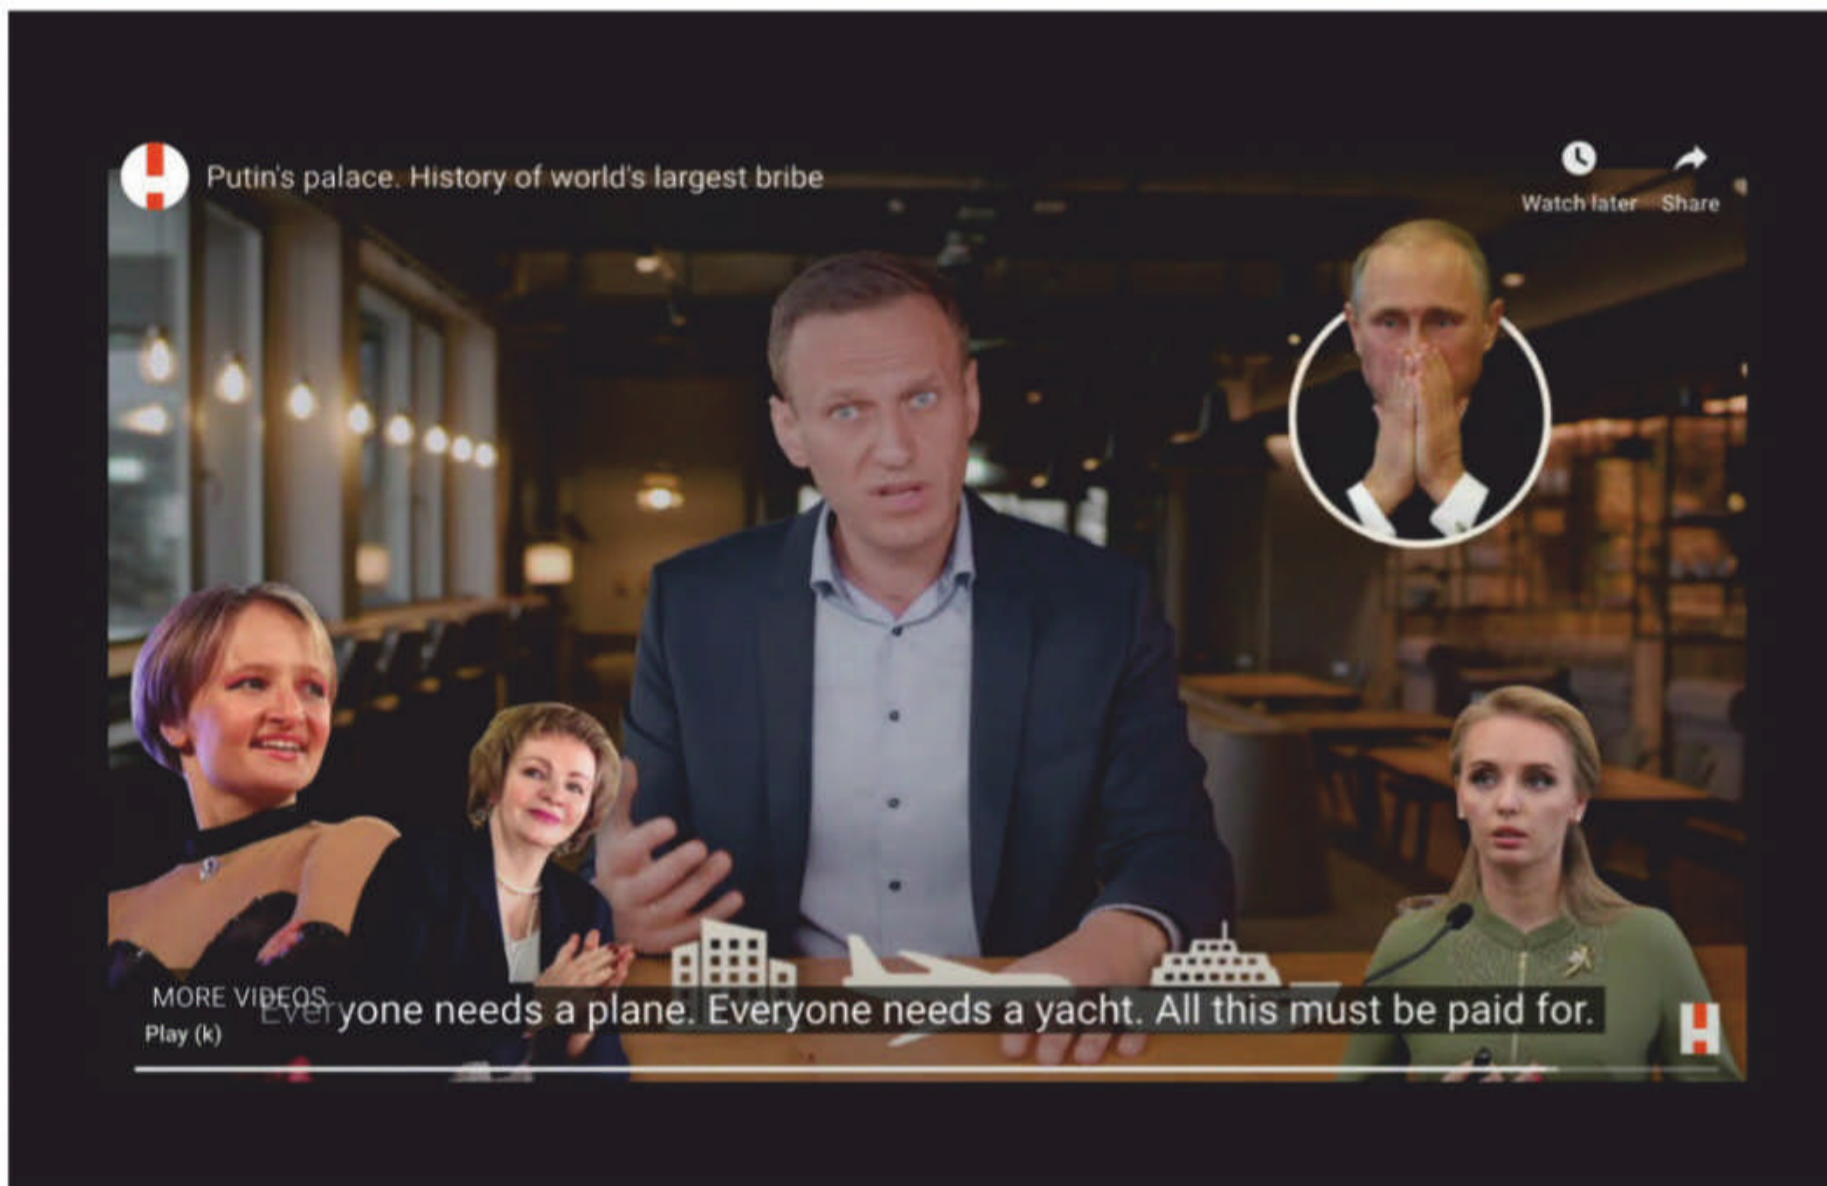 Putin's palace. History of world's largest bribe
Watch later Share
MORE VIDEOS
Everyone needs a plane. Everyone needs a yacht. All this must be paid for.
Play (k)